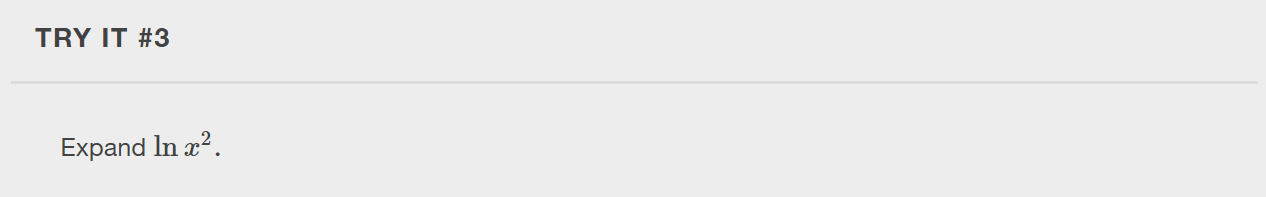 TRY IT #3
Expand ln x².